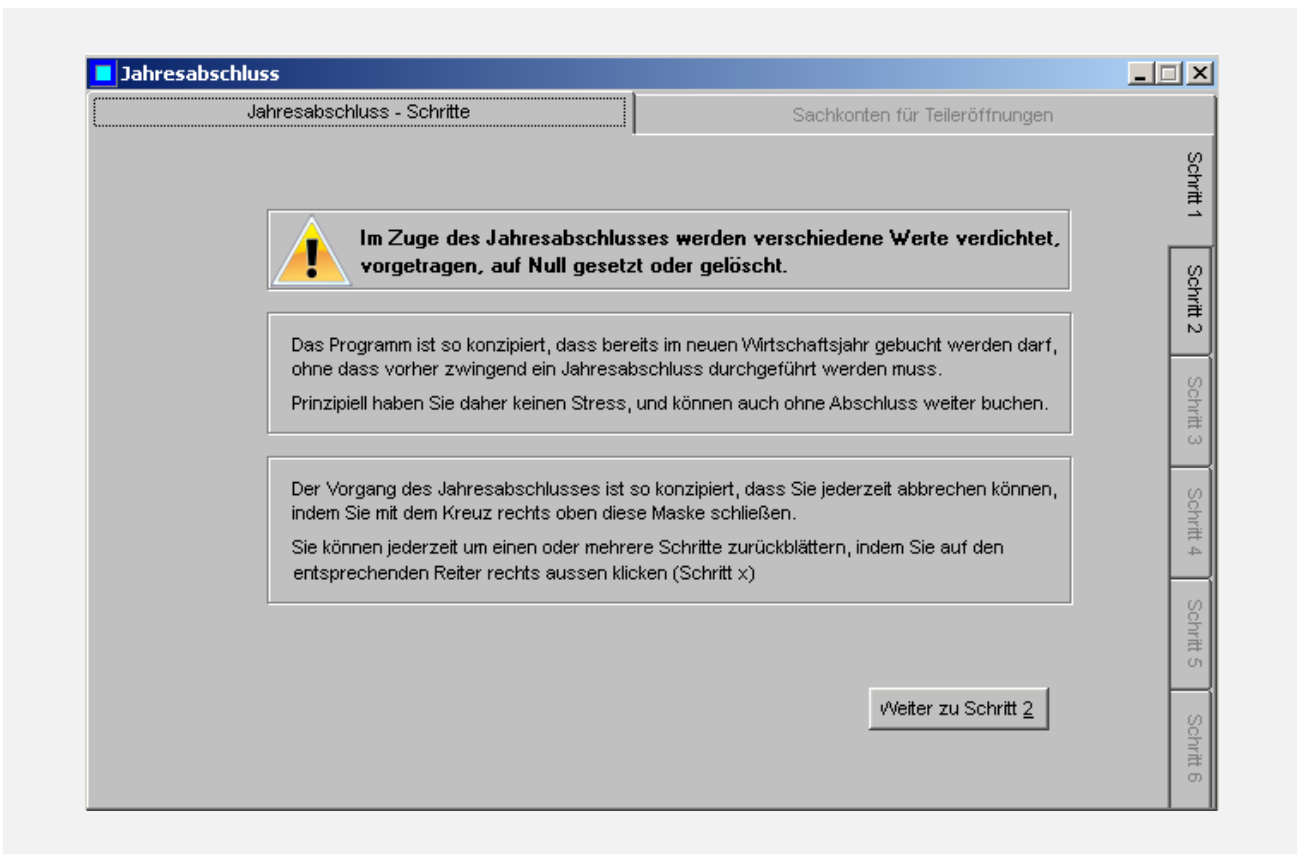 Jahresabschluss
Jahresabschluss - Schritte
Sachkonten für Teileröffnungen
Im Zuge des Jahresabschlusses werden verschiedene Werte verdichtet,
vorgetragen, auf Null gesetzt oder gelöscht.
Das Programm ist so konzipiert, dass bereits im neuen Wirtschaftsjahr gebucht werden darf,
ohne dass vorher zwingend ein Jahresabschluss durchgeführt werden muss.
Prinzipiell haben Sie daher keinen Stress, und können auch ohne Abschluss weiter buchen.
Der Vorgang des Jahresabschlusses ist so konzipiert, dass Sie jederzeit abbrechen können,
indem Sie mit dem Kreuz rechts oben diese Maske schließen.
Sie können jederzeit um einen oder mehrere Schritte zurückblättern, indem Sie auf den
entsprechenden Reiter rechts aussen klicken (Schritt x)
Weiter zu Schritt 2
Schritt 1
Schritt 2
Schritt 3
Schritt 4
Schritt 5
Schritt 6